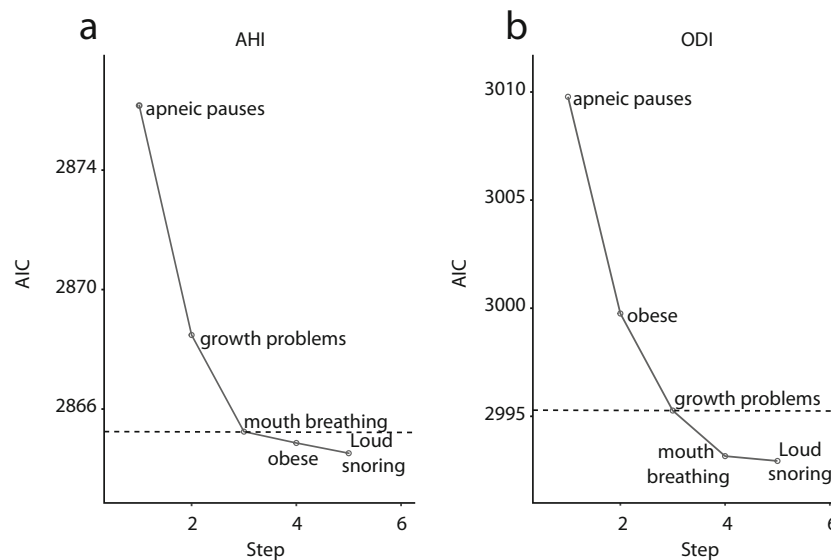 a
AHI
AIC
2874
2870
2866
apneic pauses
growth problems
mouth breathing
obese
Loud
snoring
2
4
6
Step
b
ODI
AIC
3010
3005
3000
2995
apneic pauses
obese
growth problems
mouth
breathing
Loud
snoring
2
4
6
Step